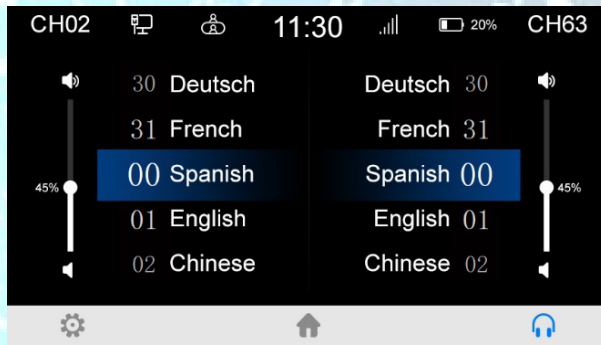 CH02 11:30 20% CH63
30 Deutsch Deutsch 30
31 French French 31
00 Spanish Spanish 00
45% 45%
01 English English 01
02 Chinese Chinese 02